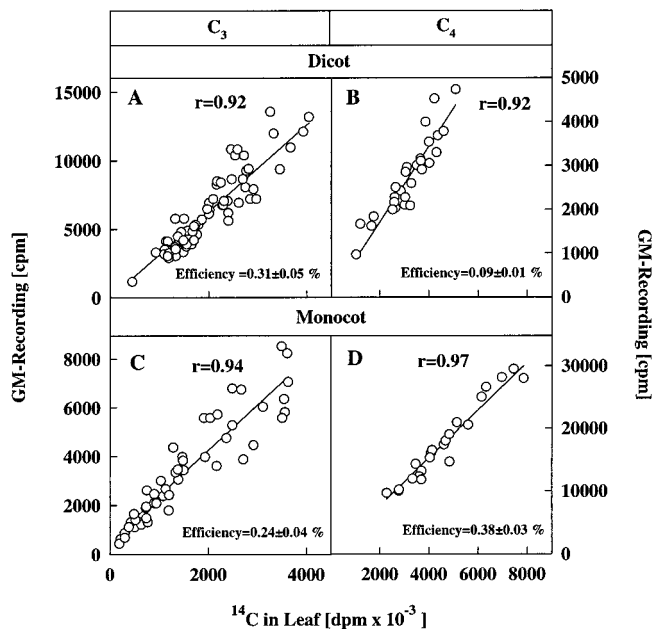 C3 C4
Dicot
A r=0.92 B r=0.92
15000
10000
5000
0
5000
4000
3000
2000
1000
0
Efficiency =0.31±0.05 % Efficiency=0.09±0.01 %
GM-Recording [cpm]
GM-Recording [cpm]
Monocot
C r=0.94 D r=0.97
8000
6000
4000
2000
0
30000
20000
10000
0
Efficiency=0.24±0.04 % Efficiency=0.38±0.03 %
0 2000 4000 2000 4000 6000 8000
14C in Leaf [dpm x 10-3 ]